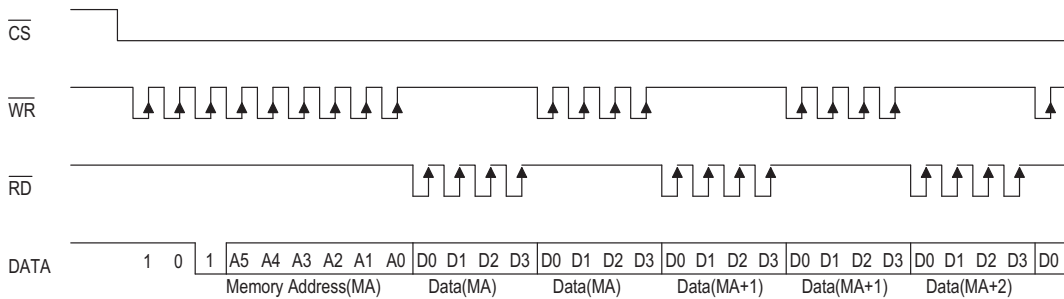 CS
WR
RD
DATA 1 0 1 A5 A4 A3 A2 A1 A0 D0 D1 D2 D3 D0 D1 D2 D3 D0 D1 D2 D3 D0 D1 D2 D3 D0 D1 D2 D3 D0
Memory Address(MA) Data(MA) Data(MA) Data(MA+1) Data(MA+1) Data(MA+2)